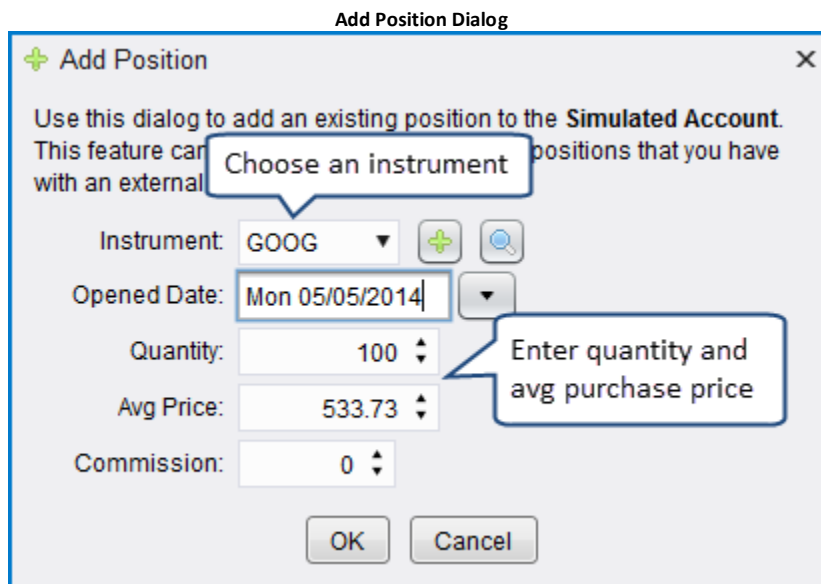 Add Position Dialog
Add Position
Use this dialog to add an existing position to the Simulated Account.
This feature can positions that you have
with an external
Choose an instrument
Instrument: GOOG
Opened Date: Mon 05/05/2014
Quantity: 100
Enter quantity and
avg purchase price
Avg Price: 533.73
Commission: 0
OK Cancel